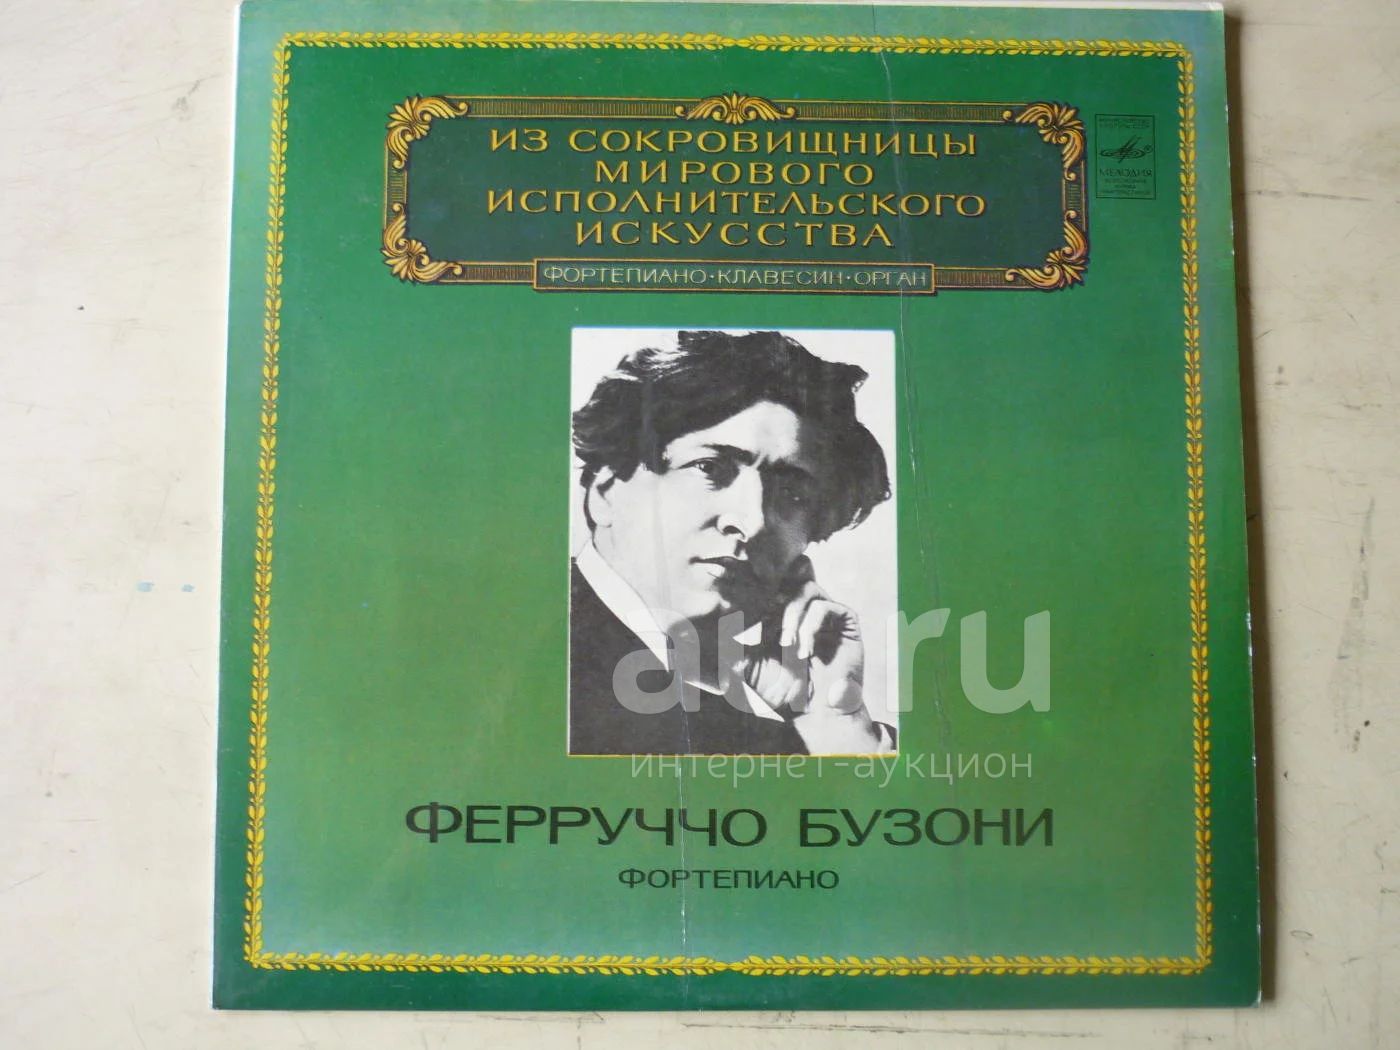 ИЗ СОКРОВИЩНИЦЫ
МИРОВОГО
ИСПОЛНИТЕЛЬСКОГО
ИСКУССТВА
ФОРТЕПИАНО·КЛАВЕСИН·ОРГАН
МЕЛОДИЯ
au.ru
интернет-аукцион
ФЕРРУЧЧО БУЗОНИ
ФОРТЕПИАНО